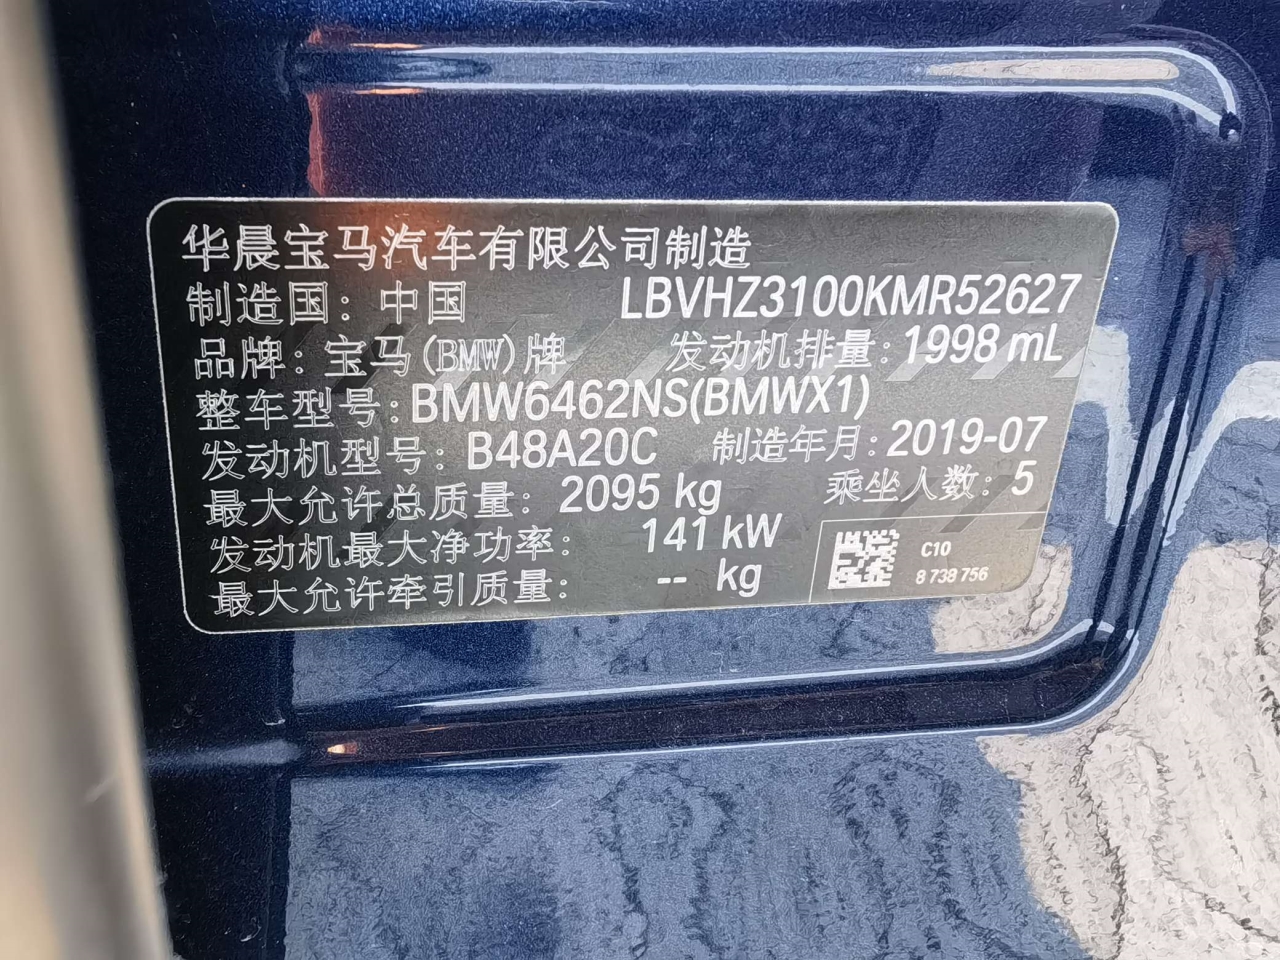 华晨宝马汽车有限公司制造
制造国：中国 LBVHZ3100KMR52627
品牌：宝马(BMW)牌 发动机排量：1998 mL
整车型号：BMW6462NS(BMWX1)
发动机型号：B48A20C 制造年月：2019-07
最大允许总质量：2095 kg 乘坐人数：5
发动机最大净功率：141 kW
最大允许牵引质量：-- kg
C10
8 738 756